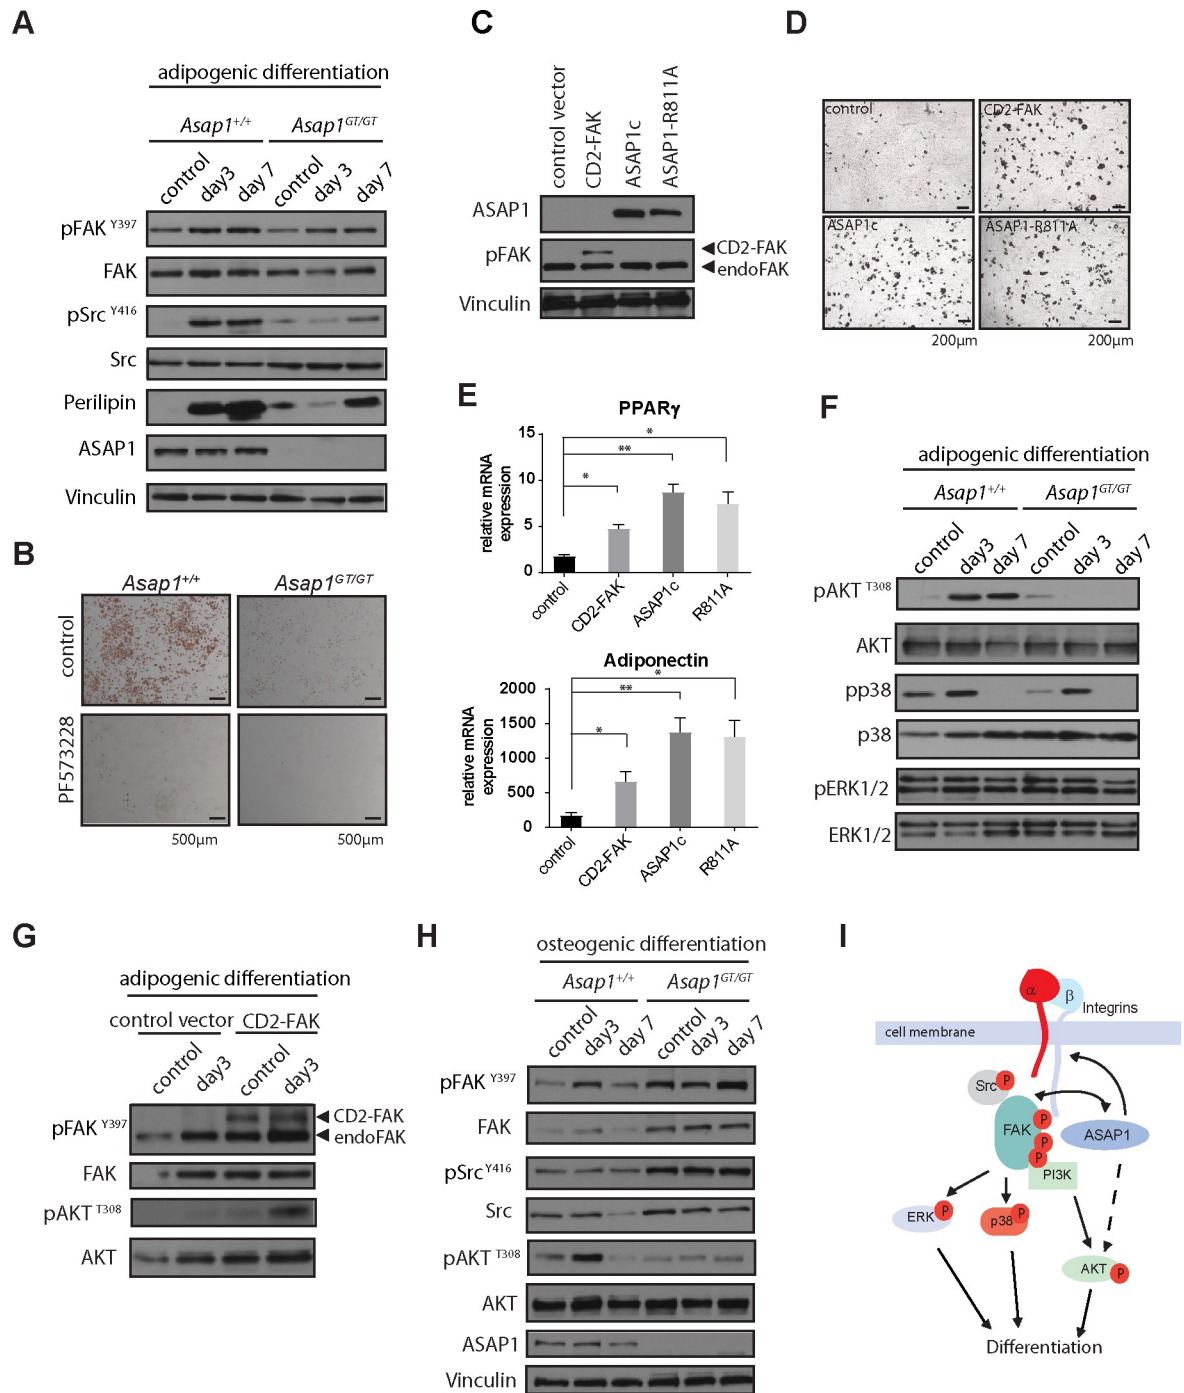 A
adipogenic differentiation
Asap1+/+ Asap1GT/GT
control day3 day 7 control day 3 day 7
pFAK Y397
FAK
pSrc Y416
Src
Perilipin
ASAP1
Vinculin
B
Asap1+/+ Asap1GT/GT
control
PF573228
500µm 500µm
C
control vector CD2-FAK ASAP1c ASAP1-R811A
ASAP1
pFAK CD2-FAK
endoFAK
Vinculin
D
control CD2-FAK
ASAP1c ASAP1-R811A
200µm 200µm
E
PPARγ
relative mRNA expression
15
10
5
0
* ** *
control CD2-FAK ASAP1c R811A
Adiponectin
relative mRNA expression
2000
1500
1000
500
0
* ** *
control CD2-FAK ASAP1c R811A
F
adipogenic differentiation
Asap1+/+ Asap1GT/GT
control day3 day 7 control day 3 day 7
pAKT T308
AKT
pp38
p38
pERK1/2
ERK1/2
G
adipogenic differentiation
control vector CD2-FAK
control day3 control day3
pFAK Y397 CD2-FAK
endoFAK
FAK
pAKT T308
AKT
H
osteogenic differentiation
Asap1+/+ Asap1GT/GT
control day3 day 7 control day 3 day 7
pFAK Y397
FAK
pSrc Y416
Src
pAKT T308
AKT
ASAP1
Vinculin
I
α β
Integrins
cell membrane
Src P
FAK P P P
ASAP1
PI3K
ERK P
p38 P
AKT P
Differentiation